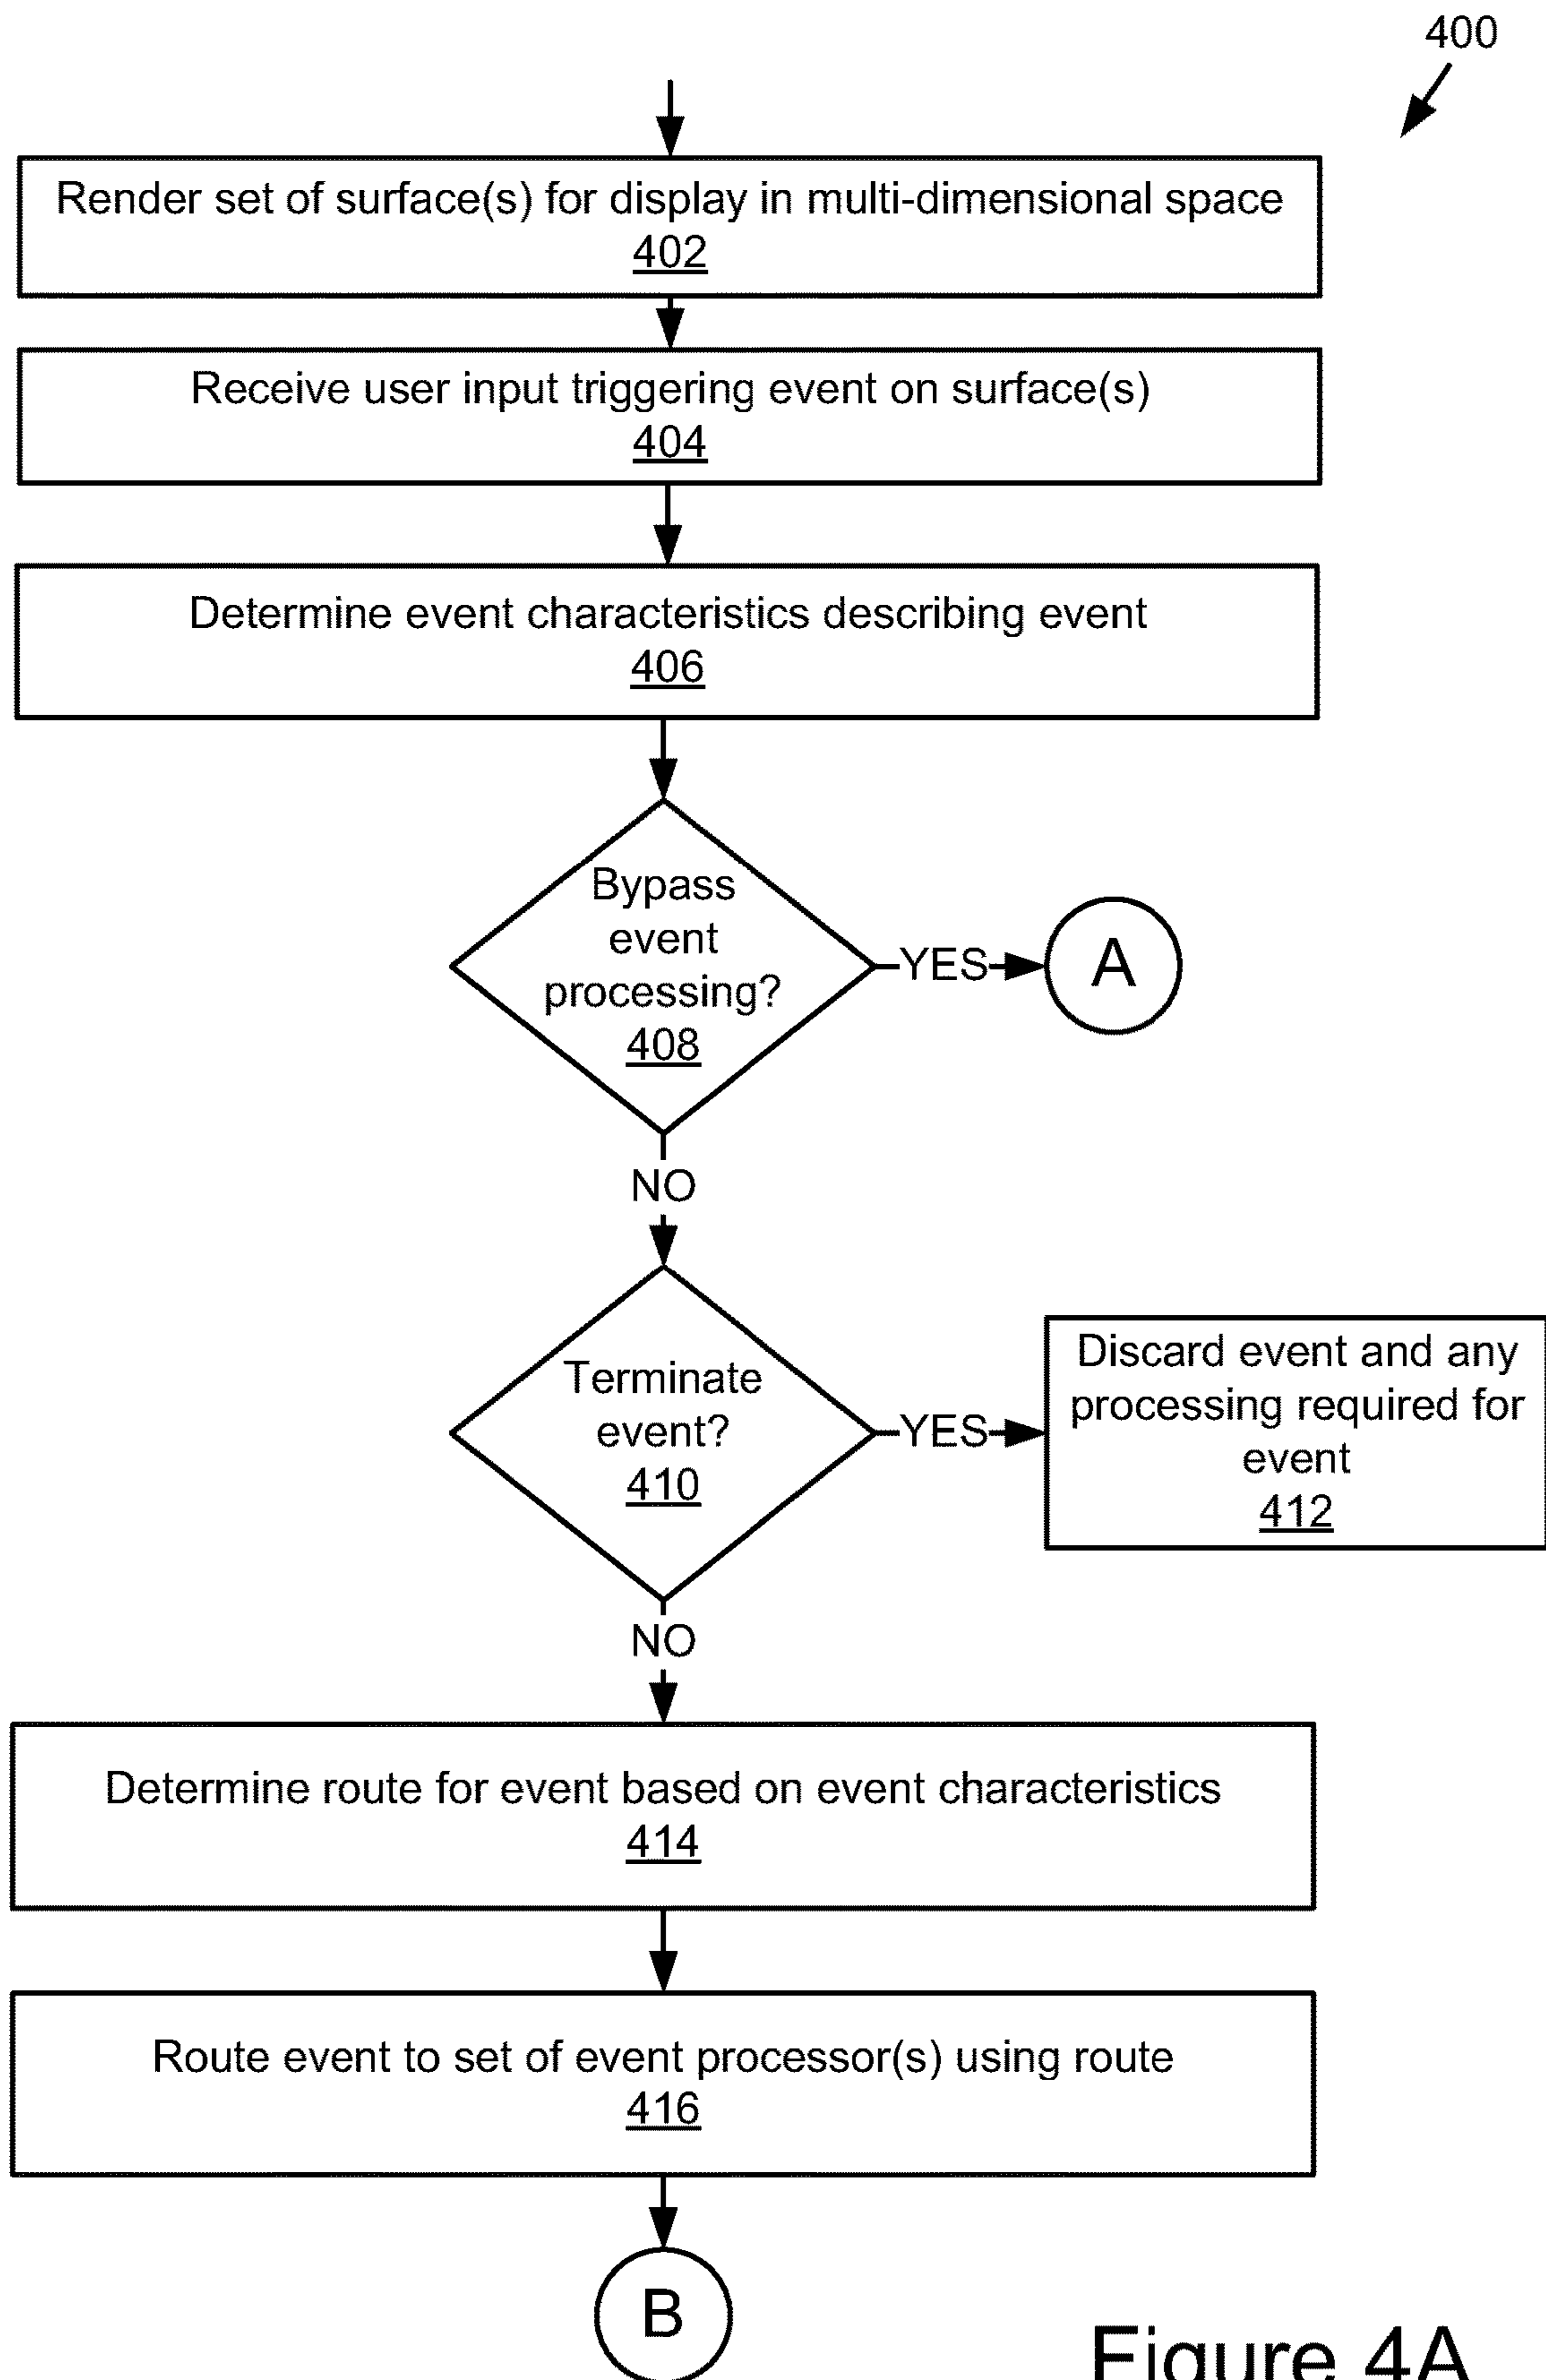 400
Render set of surface(s) for display in multi-dimensional space
402
Receive user input triggering event on surface(s)
404
Determine event characteristics describing event
406
Bypass
event
processing?
408
YES
A
NO
Terminate
event?
410
YES
Discard event and any
processing required for
event
412
NO
Determine route for event based on event characteristics
414
Route event to set of event processor(s) using route
416
B
Figure 4A